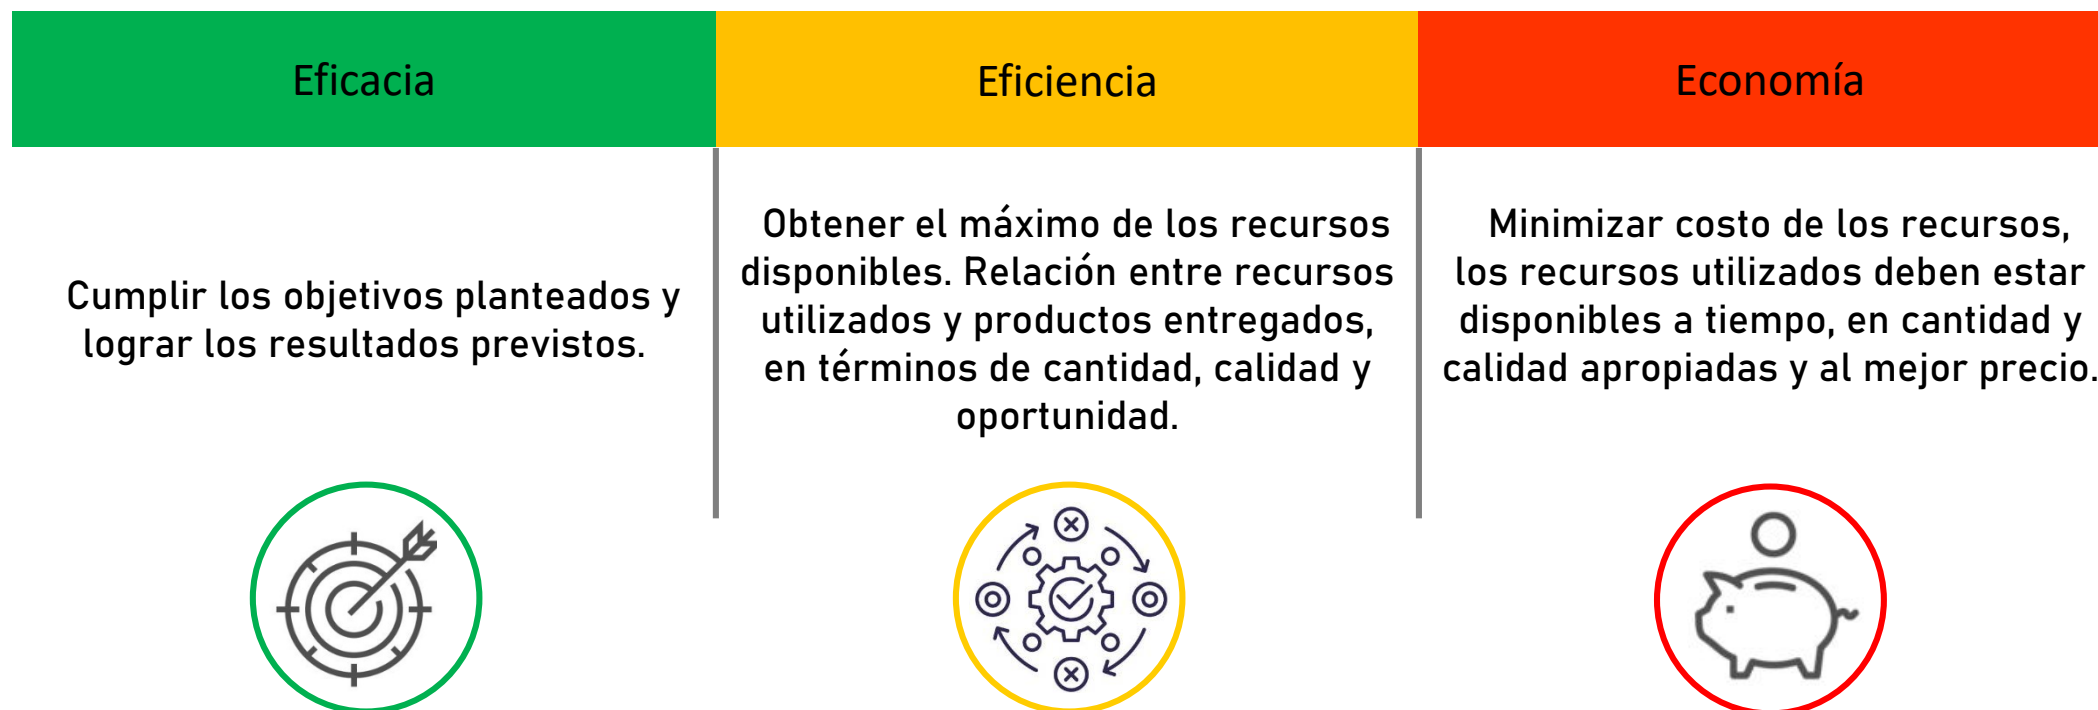 Eficacia
Eficiencia
Economía
Cumplir los objetivos planteados y
lograr los resultados previstos.
Obtener el máximo de los recursos
disponibles. Relación entre recursos
utilizados y productos entregados,
en términos de cantidad, calidad y
oportunidad.
Minimizar costo de los recursos,
los recursos utilizados deben estar
disponibles a tiempo, en cantidad y
calidad apropiadas y al mejor precio.